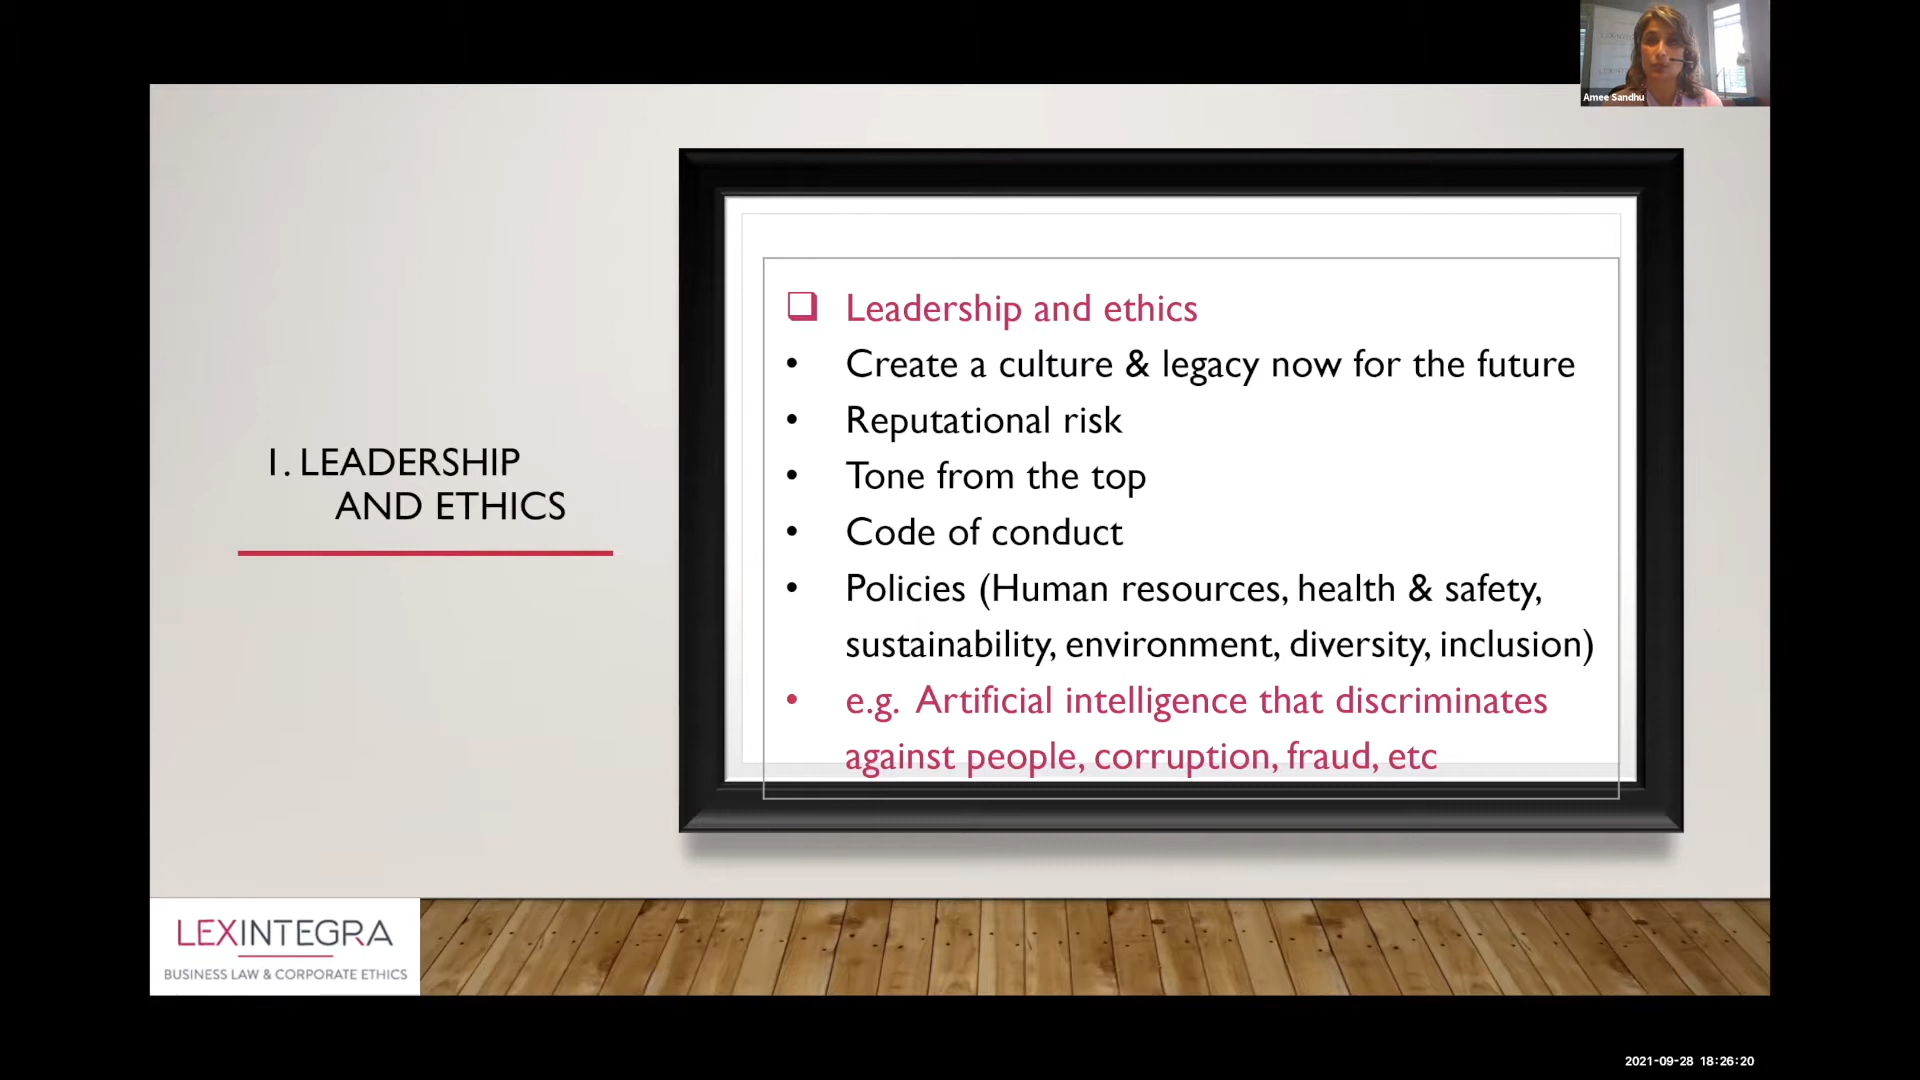 Amee Sandhu
1. LEADERSHIP
AND ETHICS
❑ Leadership and ethics
• Create a culture & legacy now for the future
• Reputational risk
• Tone from the top
• Code of conduct
• Policies (Human resources, health & safety,
sustainability, environment, diversity, inclusion)
• e.g. Artificial intelligence that discriminates
against people, corruption, fraud, etc
LEXINTEGRA
BUSINESS LAW & CORPORATE ETHICS
2021-09-28 18:26:20